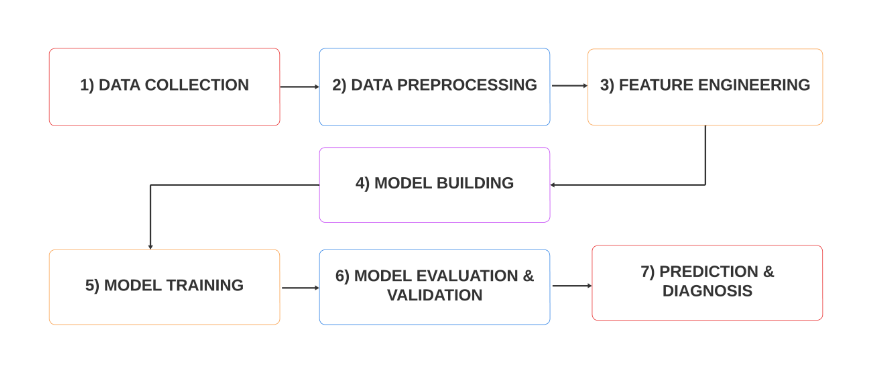 1) DATA COLLECTION
2) DATA PREPROCESSING
3) FEATURE ENGINEERING
4) MODEL BUILDING
5) MODEL TRAINING
6) MODEL EVALUATION &
VALIDATION
7) PREDICTION &
DIAGNOSIS